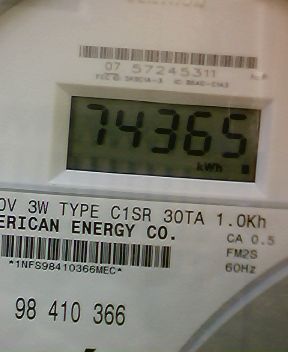 07 57245311
74365
kWh
0V 3W TYPE C1SR 30TA 1.0Kh
ERICAN ENERGY CO.
CA 0.5
*1NFS98410366MEC*
FM2S
60Hz
98 410 366